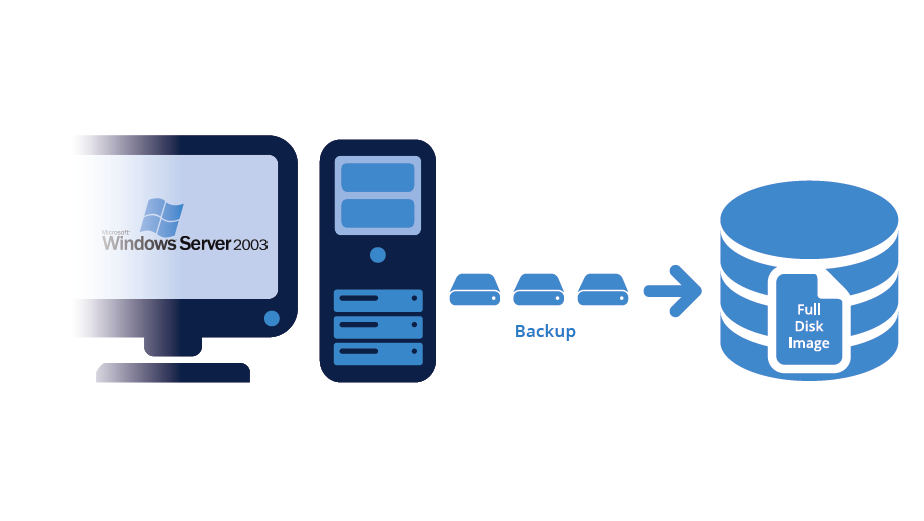 Microsoft
Windows Server 2003
Backup
Full
Disk
Image